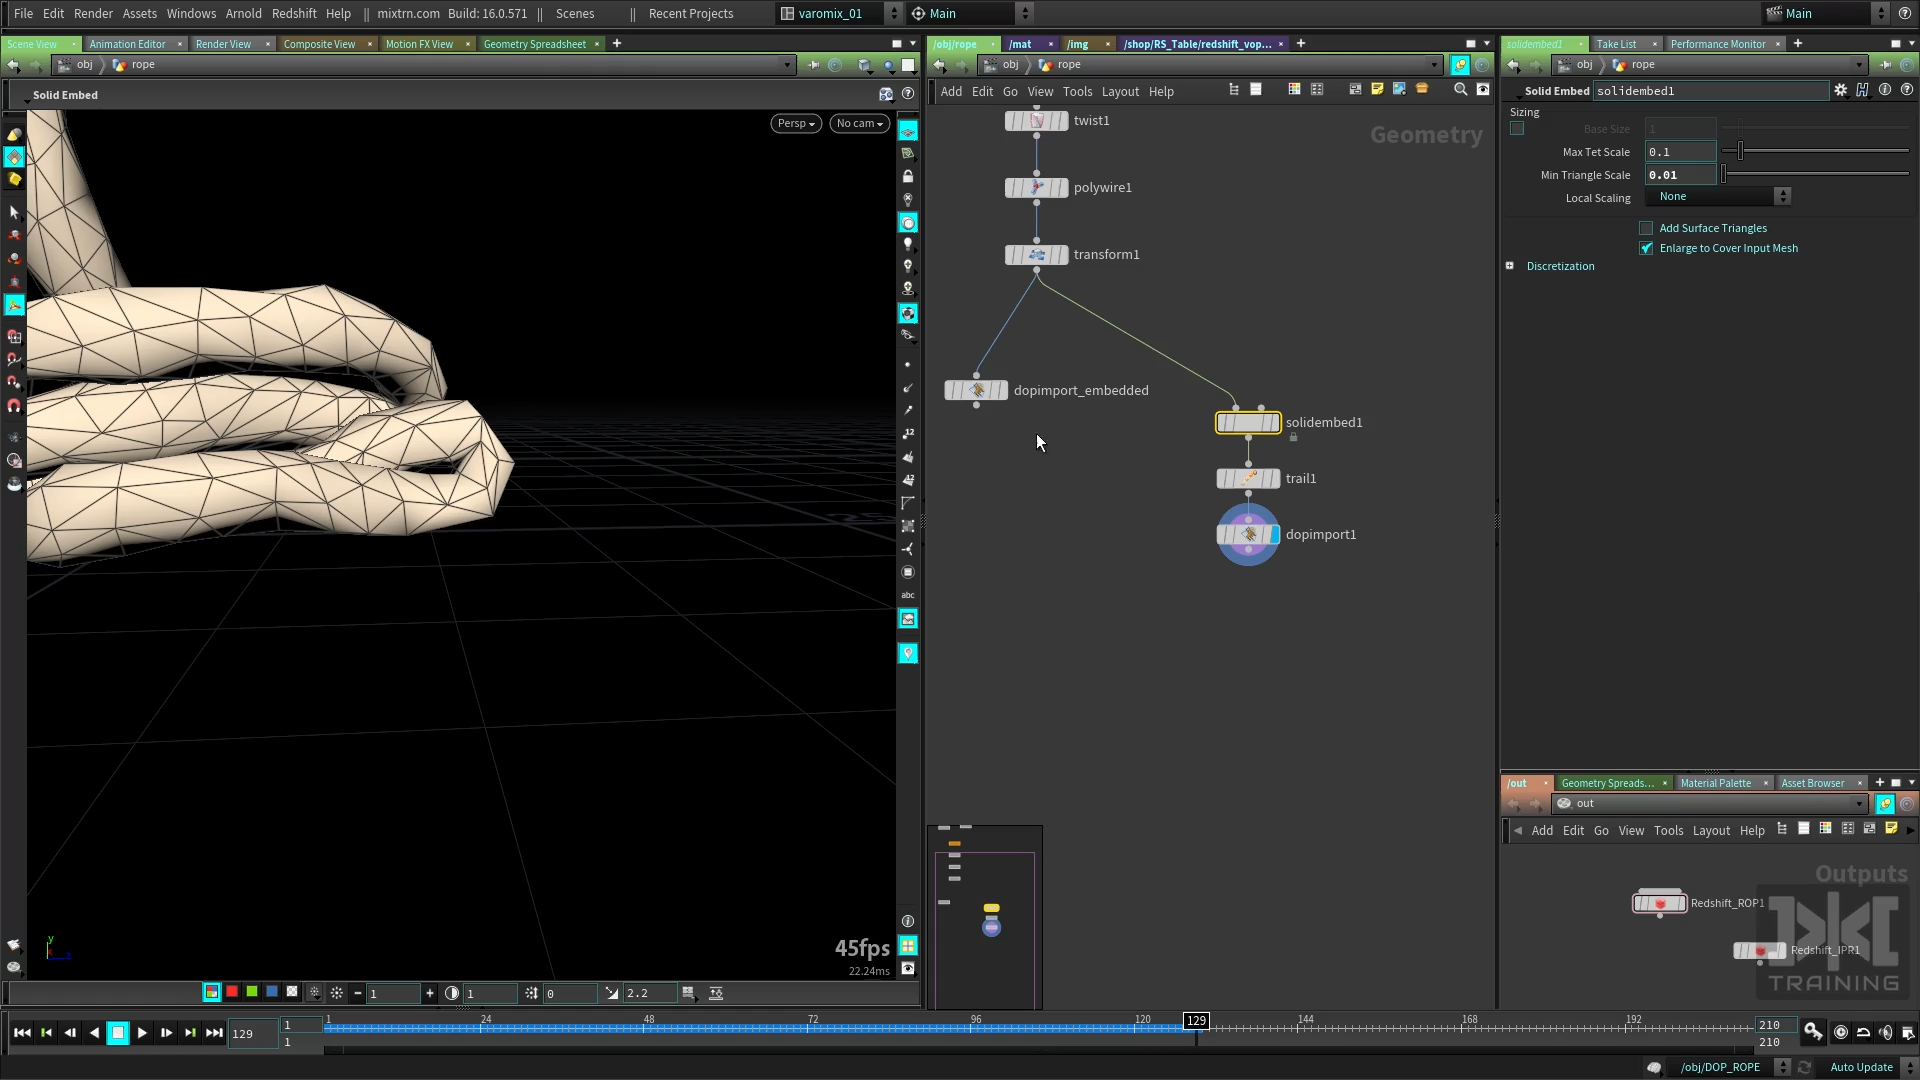 File Edit Render Assets Windows Arnold Redshift Help || mixtrn.com Build: 16.0.571 || Scenes || Recent Projects varomix_01 Main Main
Scene View Animation Editor Render View Composite View Motion FX View Geometry Spreadsheet
obj rope
Solid Embed
Persp No cam
abc
45fps
22.24ms
1 1 0 2.2
/obj/rope /mat /img /shop/RS_Table/redshift_vop...
obj rope
Add Edit Go View Tools Layout Help
Geometry
twist1
polywire1
transform1
dopimport_embedded
solidembed1
trail1
dopimport1
solidembed1 Take List Performance Monitor
obj rope
Solid Embed solidembed1
Sizing
Base Size 1
Max Tet Scale 0.1
Min Triangle Scale 0.01
Local Scaling None
Add Surface Triangles
Enlarge to Cover Input Mesh
Discretization
/out Geometry Spreads... Material Palette Asset Browser
out
Add Edit Go View Tools Layout Help
Outputs
Redshift_ROP1
Redshift_IPR1
TRAINING
129 1 1 24 48 72 96 120 129 144 168 192 210
1 210
/obj/DOP_ROPE Auto Update